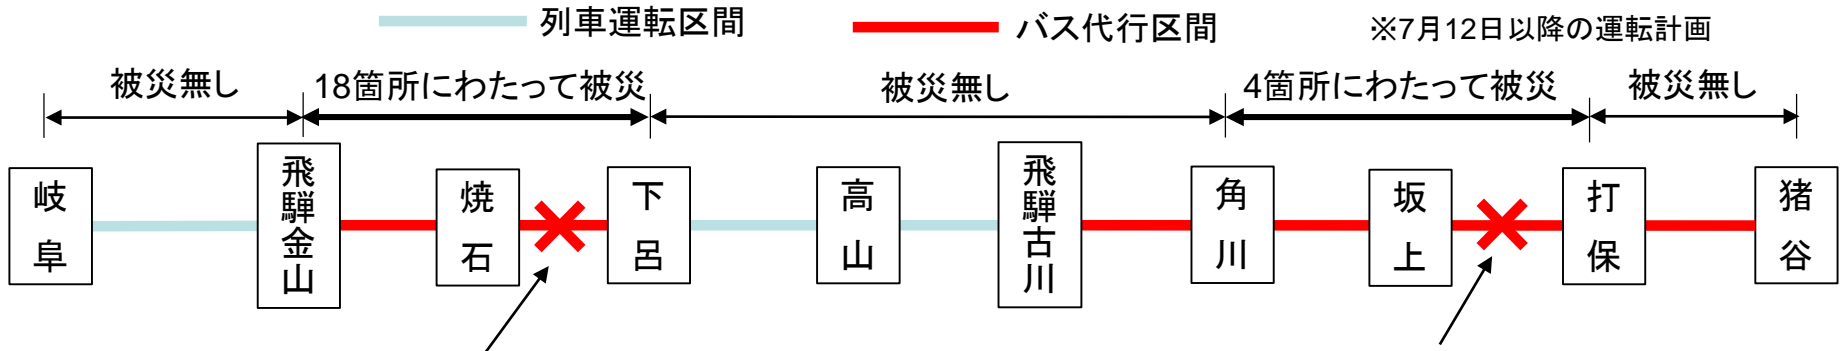 列車運転区間
バス代行区間
※7月12日以降の運転計画
被災無し
18箇所にわたって被災
被災無し
4箇所にわたって被災
被災無し
岐阜
飛騨金山
焼石
下呂
高山
飛騨古川
角川
坂上
打保
猪谷